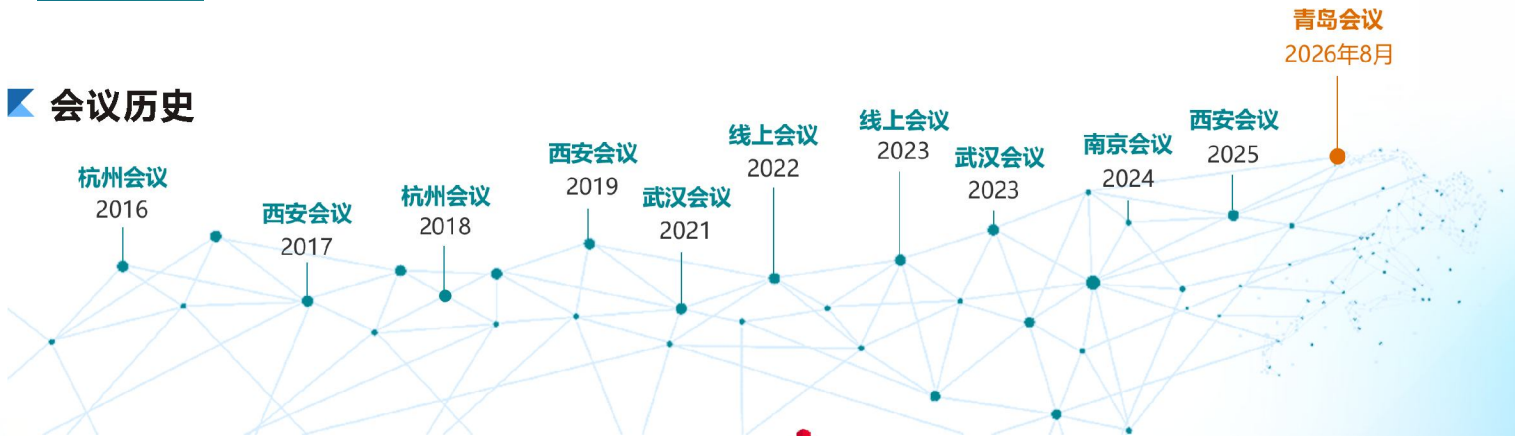 会议历史
杭州会议
2016
西安会议
2017
杭州会议
2018
西安会议
2019
武汉会议
2021
线上会议
2022
线上会议
2023
武汉会议
2023
南京会议
2024
西安会议
2025
青岛会议
2026年8月